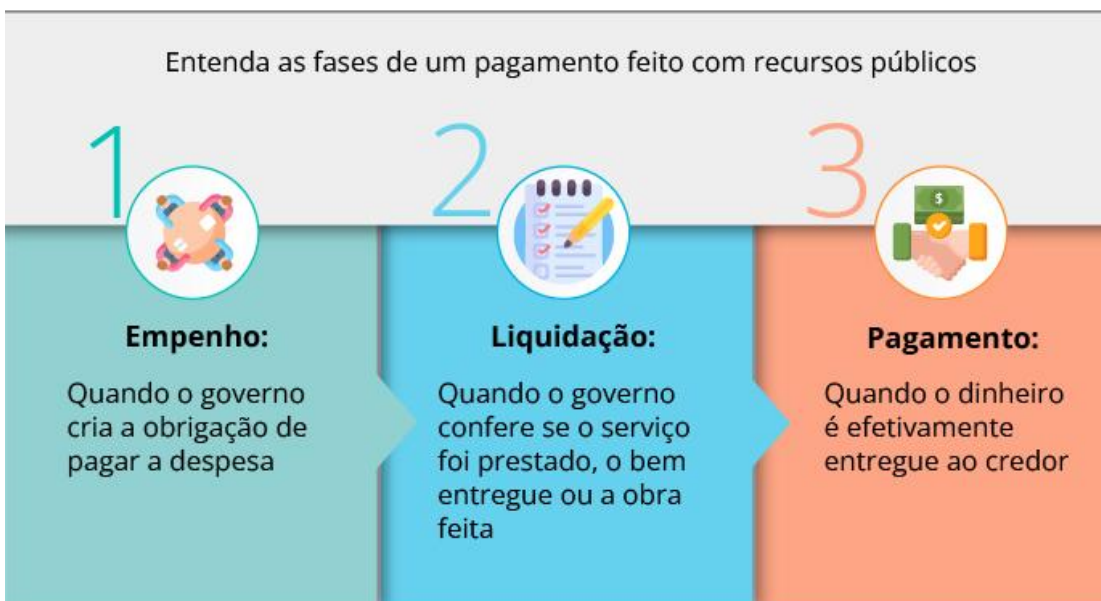 Entenda as fases de um pagamento feito com recursos públicos
1
Empenho:
Quando o governo
cria a obrigação de
pagar a despesa
2
Liquidação:
Quando o governo
confere se o serviço
foi prestado, o bem
entregue ou a obra
feita
3
$
Pagamento:
Quando o dinheiro
é efetivamente
entregue ao credor